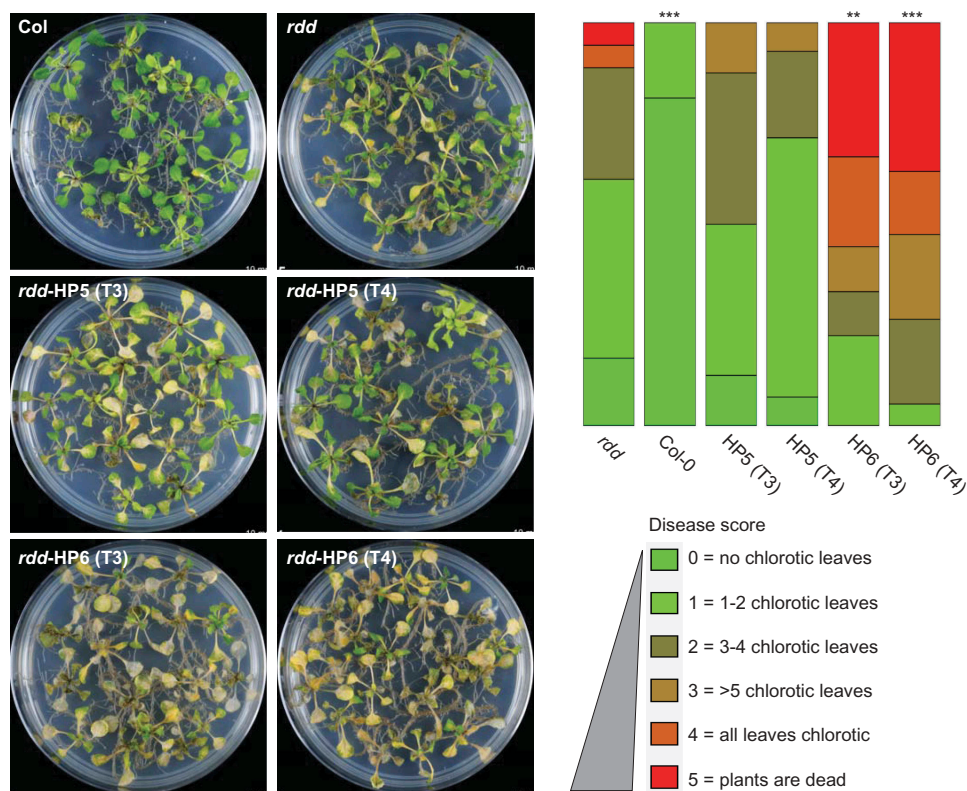 Col
rdd
10 m
10 m
rdd-HP5 (T3)
rdd-HP5 (T4)
rdd-HP6 (T3)
rdd-HP6 (T4)
*** ** ***
rdd
Col-0
HP5 (T3)
HP5 (T4)
HP6 (T3)
HP6 (T4)
Disease score
0 = no chlorotic leaves
1 = 1-2 chlorotic leaves
2 = 3-4 chlorotic leaves
3 = >5 chlorotic leaves
4 = all leaves chlorotic
5 = plants are dead